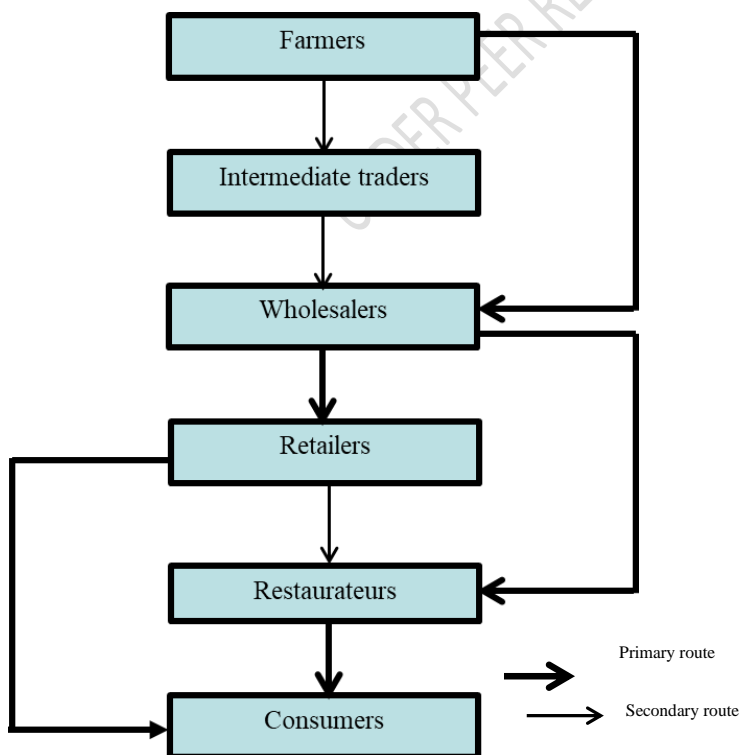 Farmers
Intermediate traders
Wholesalers
Retailers
Restaurateurs
Consumers
Primary route
Secondary route